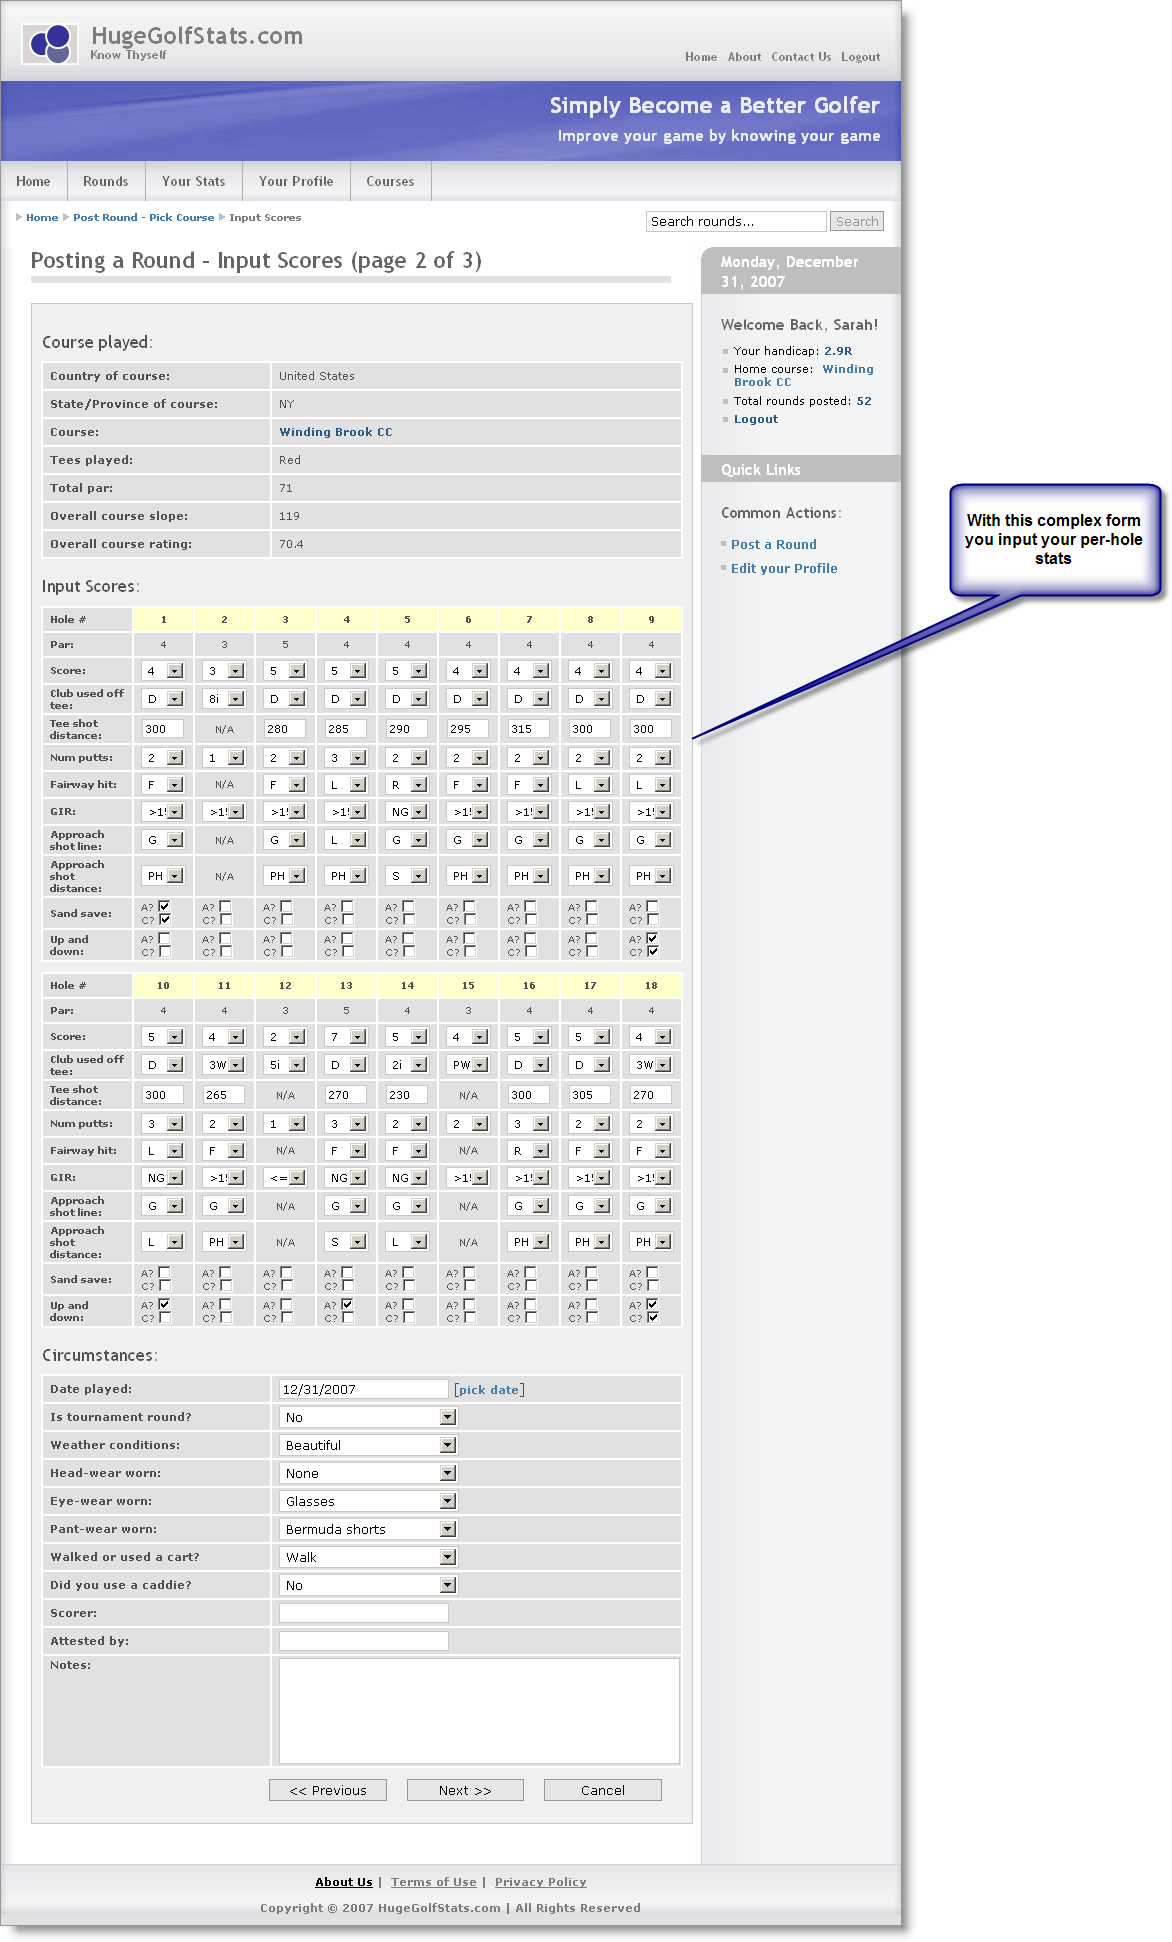 HugeGolfStats.com
Know Thyself
Home About Contact Us Logout
Simply Become a Better Golfer
Improve your game by knowing your game
Home Rounds Your Stats Your Profile Courses
Home Post Round - Pick Course Input Scores
Search rounds... Search
Posting a Round - Input Scores (page 2 of 3)
Course played:
Country of course: United States
State/Province of course: NY
Course: Winding Brook CC
Tees played: Red
Total par: 71
Overall course slope: 119
Overall course rating: 70.4
Input Scores:
Hole # 1 2 3 4 5 6 7 8 9
Par: 4 3 5 4 4 4 4 4 4
Score: 4 3 5 5 5 4 4 4 4
Club used off
tee: D 8i D D D D D D D
Tee shot
distance: 300 N/A 280 285 290 295 315 300 300
Num putts: 2 1 2 3 2 2 2 2 2
Fairway hit: F N/A F L R F F L L
GIR: >1! >1! >1! >1! NG >1! >1! >1! >1!
Approach
shot line: G N/A G L G G G G G
Approach
shot
distance: PH N/A PH PH S PH PH PH PH
Sand save: A? A? A? A? A? A? A? A? A?
C? C? C? C? C? C? C? C? C?
Up and
down: A? A? A? A? A? A? A? A? A?
C? C? C? C? C? C? C? C? C?
Hole # 10 11 12 13 14 15 16 17 18
Par: 4 4 3 5 4 3 4 4 4
Score: 5 4 2 7 5 4 5 5 4
Club used off
tee: D 3W 5i D 2i PW D D 3W
Tee shot
distance: 300 265 N/A 270 230 N/A 300 305 270
Num putts: 3 2 1 3 2 2 3 2 2
Fairway hit: L F N/A F F N/A R F F
GIR: NG >1! <= NG NG >1! >1! >1! >1!
Approach
shot line: G G N/A G G N/A G G G
Approach
shot
distance: L PH N/A S L N/A PH PH PH
Sand save: A? A? A? A? A? A? A? A? A?
C? C? C? C? C? C? C? C? C?
Up and
down: A? A? A? A? A? A? A? A? A?
C? C? C? C? C? C? C? C? C?
Circumstances:
Date played: 12/31/2007 [pick date]
Is tournament round? No
Weather conditions: Beautiful
Head-wear worn: None
Eye-wear worn: Glasses
Pant-wear worn: Bermuda shorts
Walked or used a cart? Walk
Did you use a caddie? No
Scorer:
Attested by:
Notes:
<< Previous Next >> Cancel
Monday, December
31, 2007
Welcome Back, Sarah!
Your handicap: 2.9R
Home course: Winding
Brook CC
Total rounds posted: 52
Logout
Quick Links
Common Actions:
Post a Round
Edit your Profile
With this complex form
you input your per-hole
stats
About Us | Terms of Use | Privacy Policy
Copyright © 2007 HugeGolfStats.com | All Rights Reserved